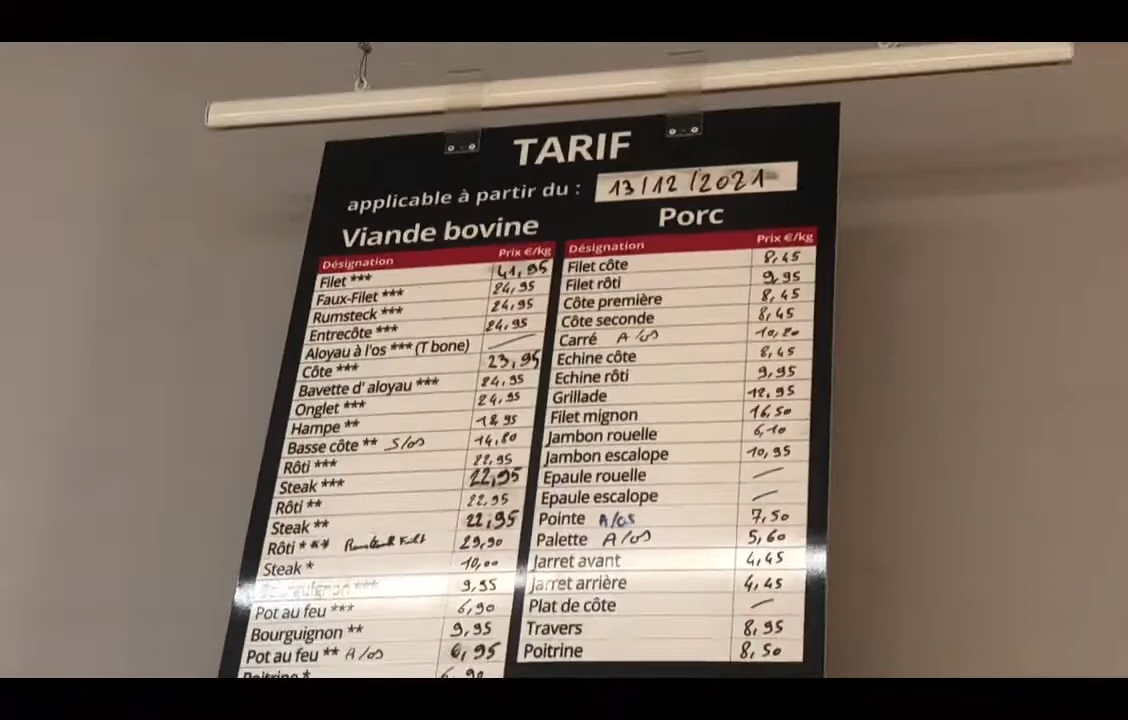 TARIF
applicable à partir du : 13/12/2021
Viande bovine
Désignation Prix €/kg
Filet *** 41,95
Faux-Filet *** 24,95
Rumsteck *** 24,95
Entrecôte *** 24,95
Aloyau à l'os *** (T bone) —
Côte *** 23,95
Bavette d'aloyau *** 24,95
Onglet *** 24,95
Hampe ** 18,95
Basse côte ** S/os 14,80
Rôti *** 22,95
Steak *** 22,95
Rôti ** 22,95
Steak ** 22,95
Rôti *** 29,90
Steak * 10,00
Bourguignon *** 9,95
Pot au feu *** 6,90
Bourguignon ** 9,95
Pot au feu ** A/os 6,95
Poitrine * 6,90
Porc
Désignation Prix €/kg
Filet côte 8,45
Filet rôti 9,95
Côte première 8,45
Côte seconde 8,45
Carré A/os 10,20
Echine côte 8,45
Echine rôti 9,95
Grillade 12,95
Filet mignon 16,50
Jambon rouelle 6,10
Jambon escalope 10,95
Epaule rouelle —
Epaule escalope —
Pointe A/os 7,50
Palette A/os 5,60
Jarret avant 4,45
Jarret arrière 4,45
Plat de côte —
Travers 8,95
Poitrine 8,50